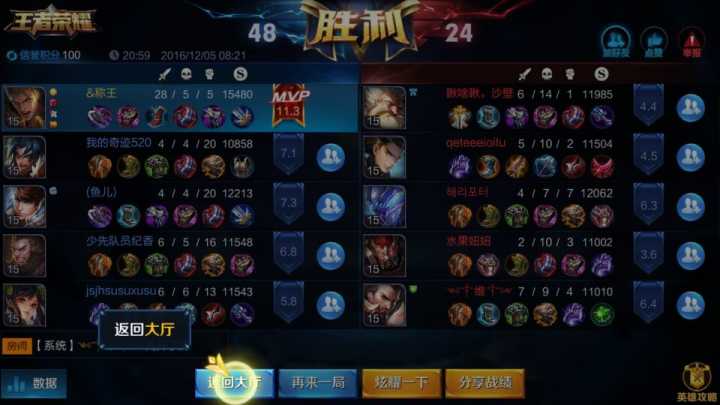 王者荣耀
48 胜利 24
信誉积分 100 20:59 2016/12/05 08:21
加好友 点赞 举报
S S
&称王 28 / 5 / 5 15480 MVP 11.3
15
我的奇迹520 4 / 4 / 20 10858 7.1
15
(鱼儿) 4 / 4 / 20 12213 7.3
15
少先队员纪香 6 / 5 / 16 11548 6.8
15
jsjhsusuxusu 6 / 6 / 13 11543 5.8
15
瞅啥瞅，沙壁 6 / 14 / 1 11985 4.4
15
qeteeeioitu 5 / 10 / 2 11504 4.5
15
해리포터 4 / 7 / 7 12062 6.3
15
水果妞妞 2 / 10 / 3 11002 3.6
15
维 7 / 9 / 4 11010 6.4
15
返回大厅
房间 【系统】
数据 返回大厅 再来一局 炫耀一下 分享战绩 英雄攻略